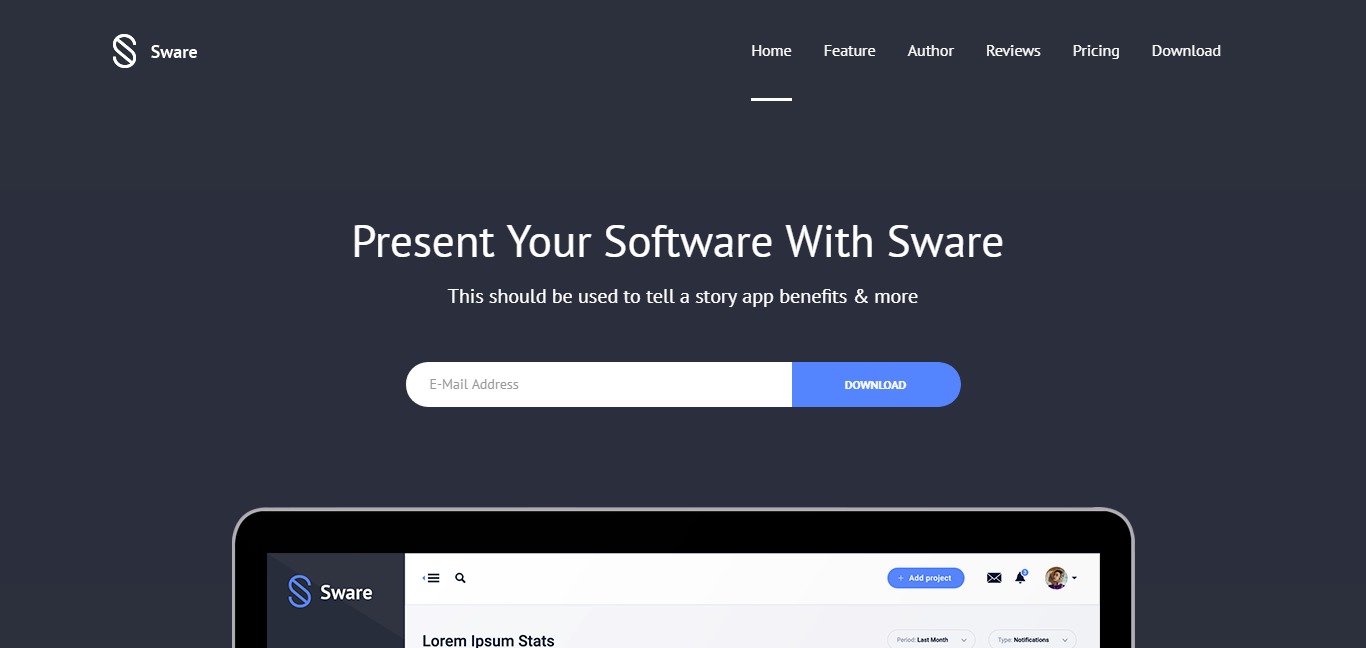 Sware
Home Feature Author Reviews Pricing Download
Present Your Software With Sware
This should be used to tell a story app benefits & more
E-Mail Address
DOWNLOAD
Sware
+ Add project
Lorem Ipsum Stats
Period: Last Month
Type: Notifications